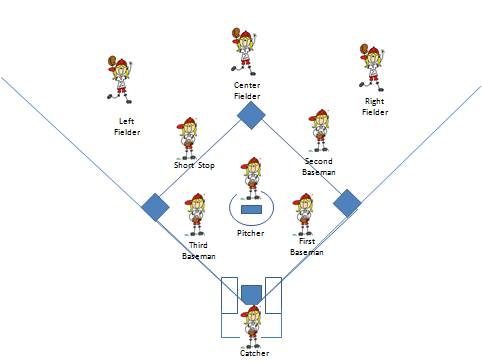 Center
Fielder
Left
Fielder
Right
Fielder
Short Stop
Second
Baseman
Pitcher
Third
Baseman
First
Baseman
Catcher